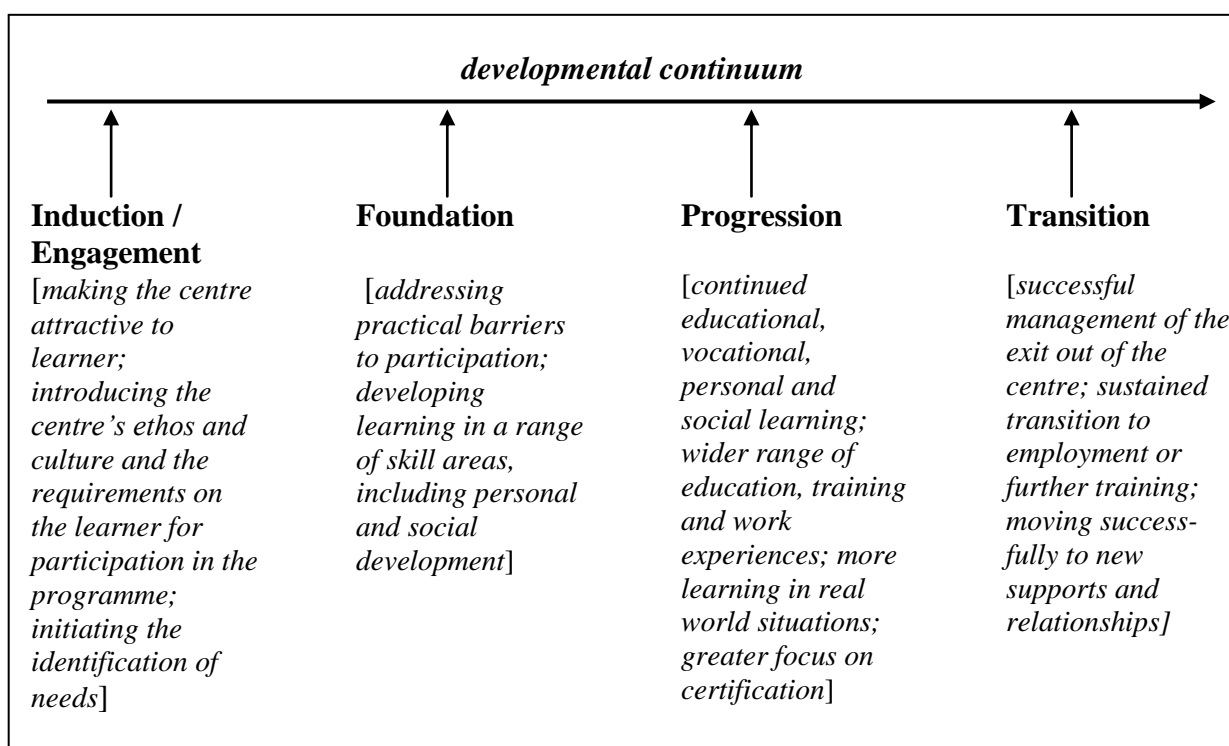 developmental continuum
Induction /
Engagement
[making the centre
attractive to
learner;
introducing the
centre’s ethos and
culture and the
requirements on
the learner for
participation in the
programme;
initiating the
identification of
needs]
Foundation
[addressing
practical barriers
to participation;
developing
learning in a range
of skill areas,
including personal
and social
development]
Progression
[continued
educational,
vocational,
personal and
social learning;
wider range of
education, training
and work
experiences; more
learning in real
world situations;
greater focus on
certification]
Transition
[successful
management of the
exit out of the
centre; sustained
transition to
employment or
further training;
moving success-
fully to new
supports and
relationships]